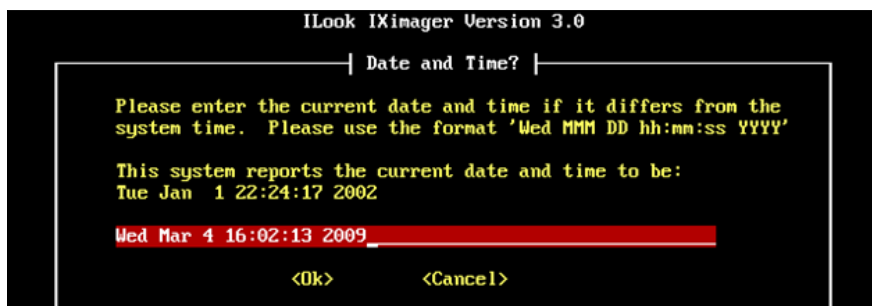 ILook IXimager Version 3.0
Date and Time?
Please enter the current date and time if it differs from the
system time.  Please use the format 'Wed MMM DD hh:mm:ss YYYY'
This system reports the current date and time to be:
Tue Jan  1 22:24:17 2002
Wed Mar 4 16:02:13 2009
<Ok> <Cancel>